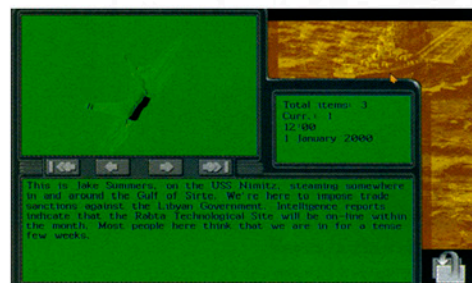 Total items= 3
Curr.= 1
12:00
1 January 2000
This is Jake Summers, on the USS Nimitz, steaming somewhere
in and around the Gulf of Sirte. We're here to impose trade
sanctions against the Libyan Government. Intelligence reports
indicate that the Rabta Technological Site will be on-line within
the month. Most people here think that we are in for a tense
few weeks.